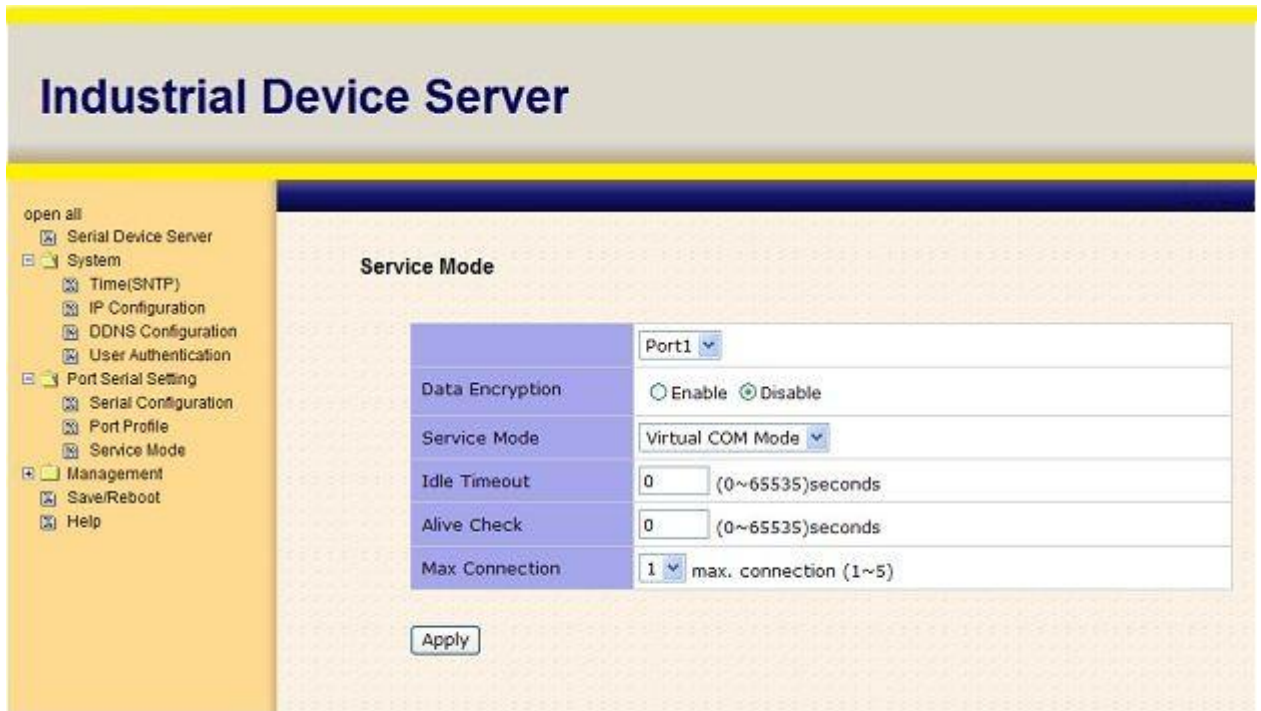 Industrial Device Server
open all
Serial Device Server
System
Time(SNTP)
IP Configuration
DDNS Configuration
User Authentication
Port Serial Setting
Serial Configuration
Port Profile
Service Mode
Management
Save/Reboot
Help
Service Mode
Port1
Data Encryption Enable Disable
Service Mode Virtual COM Mode
Idle Timeout 0 (0~65535)seconds
Alive Check 0 (0~65535)seconds
Max Connection 1 max. connection (1~5)
Apply